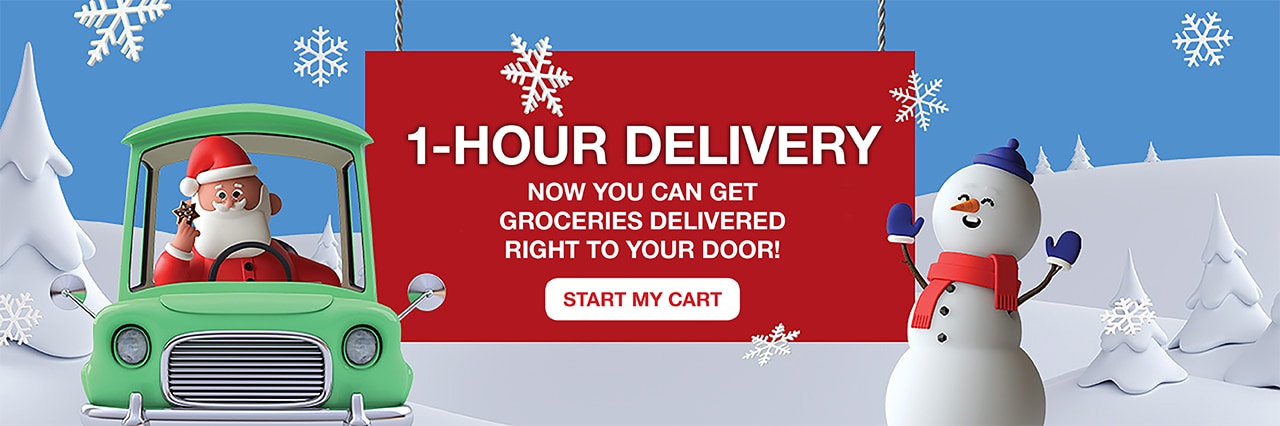 1-HOUR DELIVERY
NOW YOU CAN GET
GROCERIES DELIVERED
RIGHT TO YOUR DOOR!
START MY CART